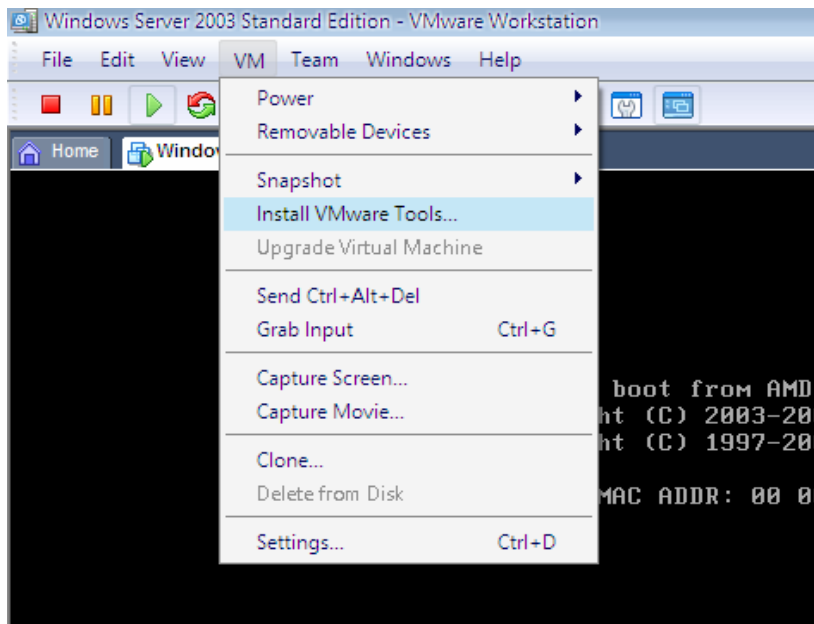 Windows Server 2003 Standard Edition - VMware Workstation
File Edit View VM Team Windows Help
Home Window
Power
Removable Devices
Snapshot
Install VMware Tools...
Upgrade Virtual Machine
Send Ctrl+Alt+Del
Grab Input Ctrl+G
Capture Screen...
Capture Movie...
Clone...
Delete from Disk
Settings... Ctrl+D
boot from AMD
ht (C) 2003-20
ht (C) 1997-20
MAC ADDR: 00 0